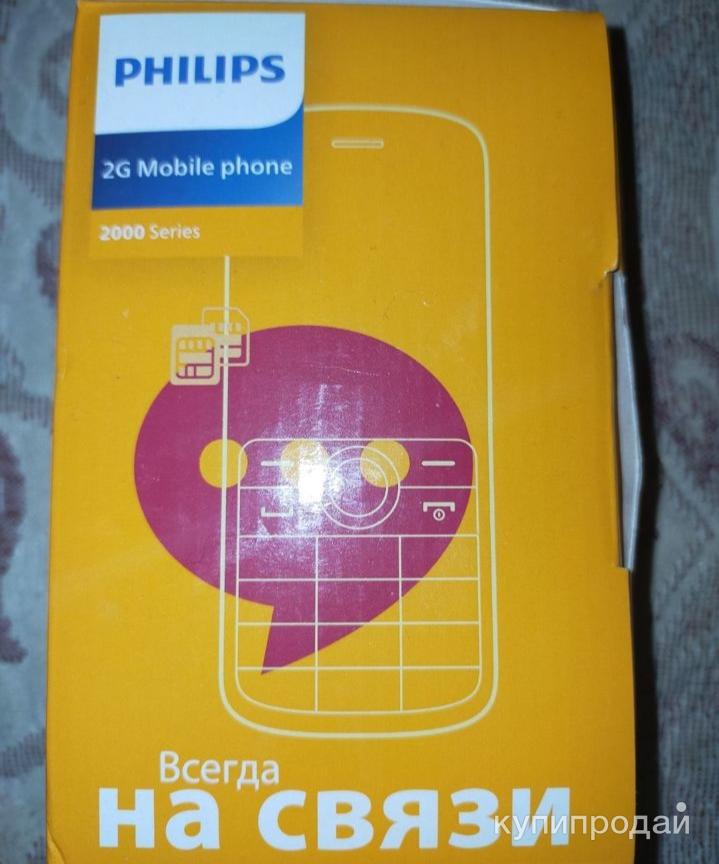 PHILIPS
2G Mobile phone
2000 Series
Всегда
на связи
купипродай